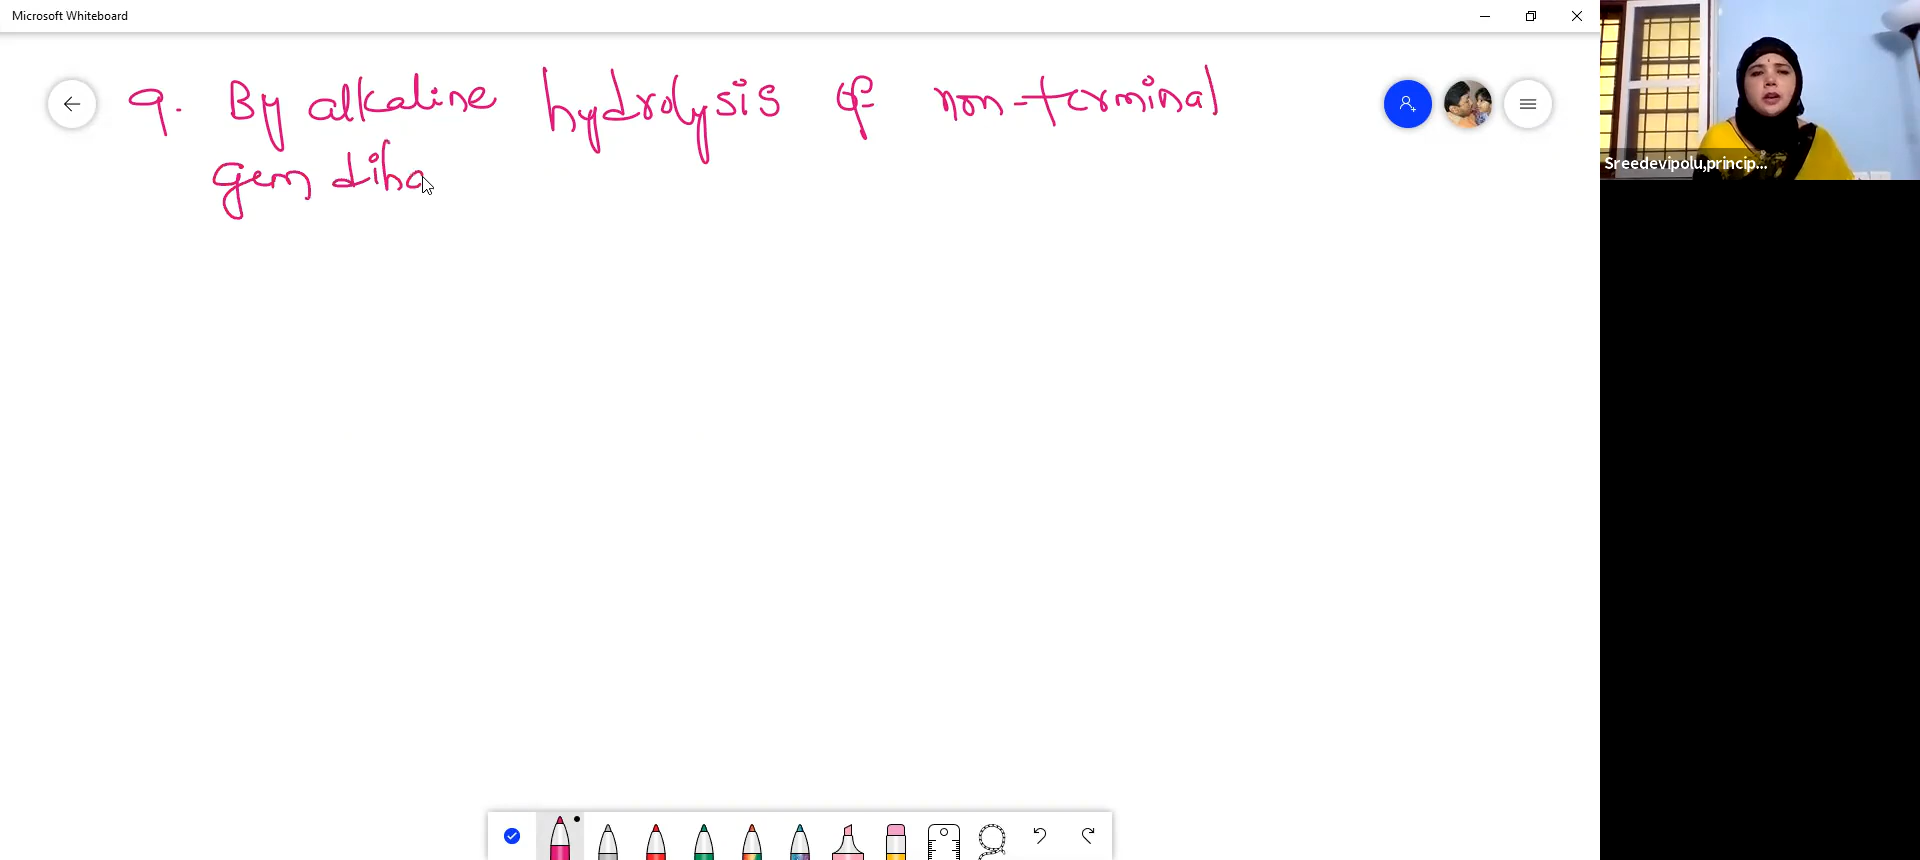 Microsoft Whiteboard
9. By alkaline hydrolysis of non-terminal
gem diha
Sreedevipolu,princip...